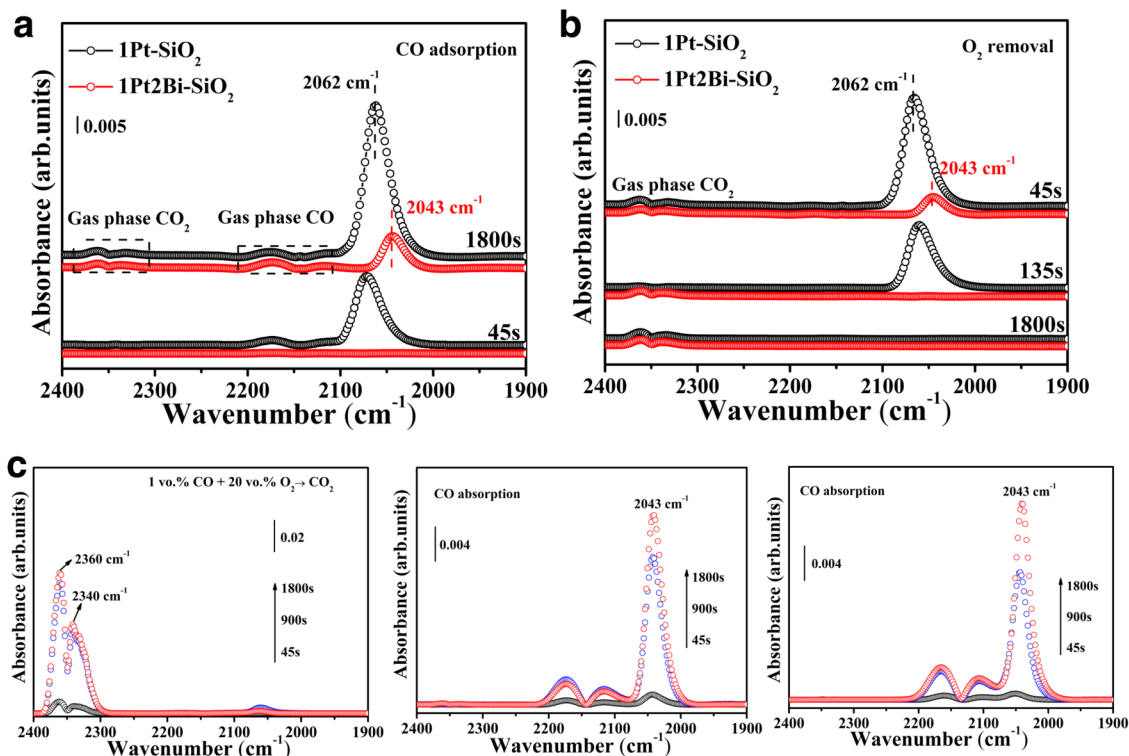 a
1Pt-SiO₂
1Pt2Bi-SiO₂
CO adsorption
0.005
2062 cm⁻¹
2043 cm⁻¹
Gas phase CO₂
Gas phase CO
1800s
45s
2400 2300 2200 2100 2000 1900
Wavenumber (cm⁻¹)
Absorbance (arb.units)
b
1Pt-SiO₂
1Pt2Bi-SiO₂
O₂ removal
0.005
2062 cm⁻¹
2043 cm⁻¹
Gas phase CO₂
45s
135s
1800s
2400 2300 2200 2100 2000 1900
Wavenumber (cm⁻¹)
Absorbance (arb.units)
c
1 vo.% CO + 20 vol.% O₂→ CO₂
0.02
2360 cm⁻¹
2340 cm⁻¹
1800s
900s
45s
2400 2300 2200 2100 2000 1900
Wavenumber (cm⁻¹)
Absorbance (arb.units)
CO absorption
2043 cm⁻¹
0.004
1800s
900s
45s
2400 2300 2200 2100 2000 1900
Wavenumber (cm⁻¹)
Absorbance (arb.units)
CO absorption
2043 cm⁻¹
0.004
1800s
900s
45s
2400 2300 2200 2100 2000 1900
Wavenumber (cm⁻¹)
Absorbance (arb.units)